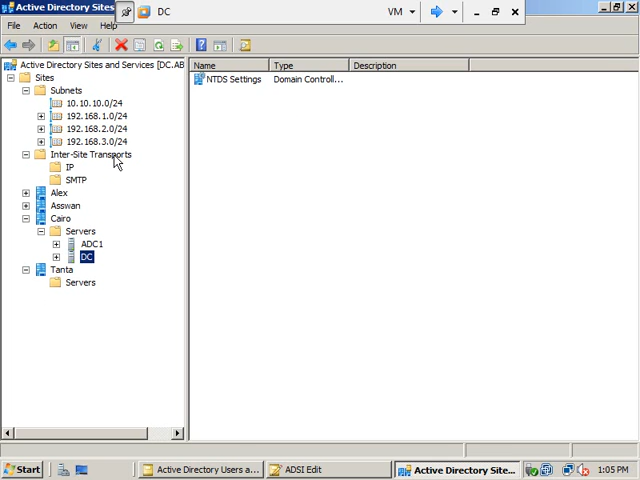 Active Directory Sites
DC
VM
File Action View Help
Active Directory Sites and Services [DC.AB
Sites
Subnets
10.10.10.0/24
192.168.1.0/24
192.168.2.0/24
192.168.3.0/24
Inter-Site Transports
IP
SMTP
Alex
Asswan
Cairo
Servers
ADC1
DC
Tanta
Servers
Name Type Description
NTDS Settings Domain Controll...
Start
Active Directory Users a...
ADSI Edit
Active Directory Site...
1:05 PM